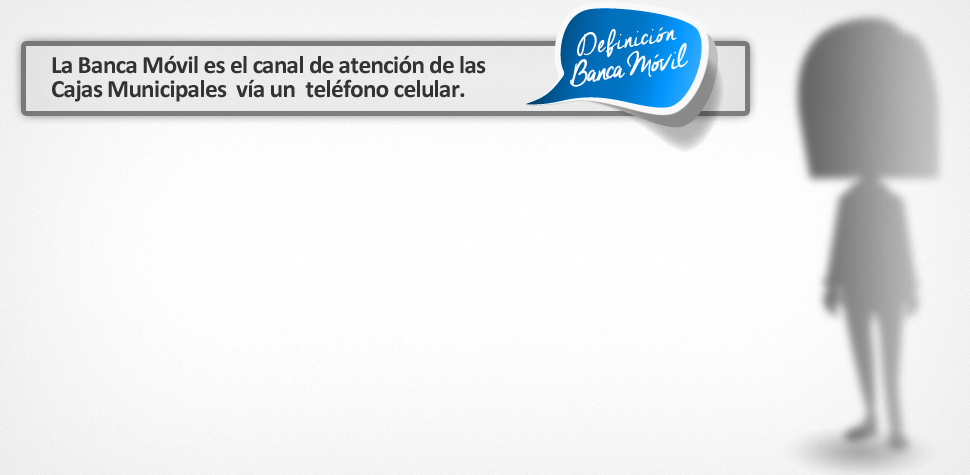 La Banca Móvil es el canal de atención de las
Cajas Municipales vía un teléfono celular.
Definición
Banca Móvil